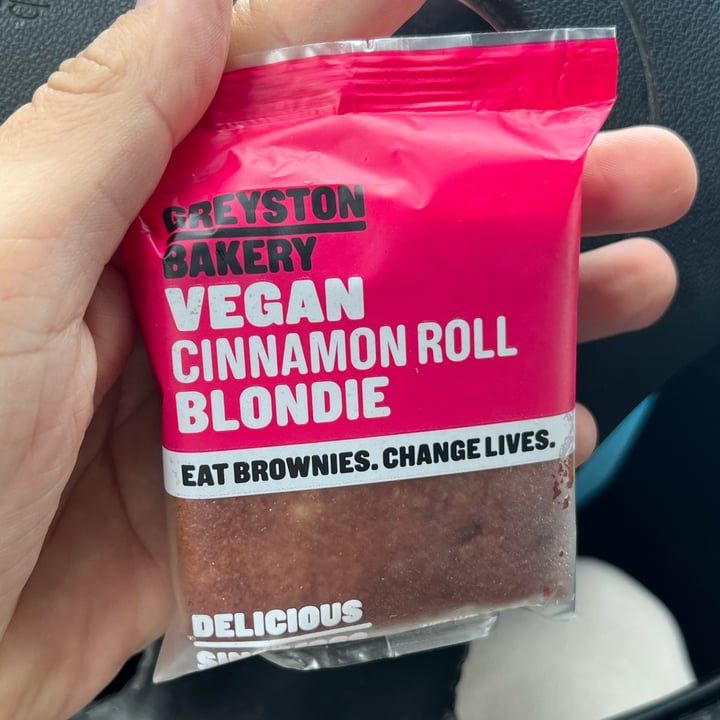 GREYSTON
BAKERY
VEGAN
CINNAMON ROLL
BLONDIE
EAT BROWNIES. CHANGE LIVES.
DELICIOUS